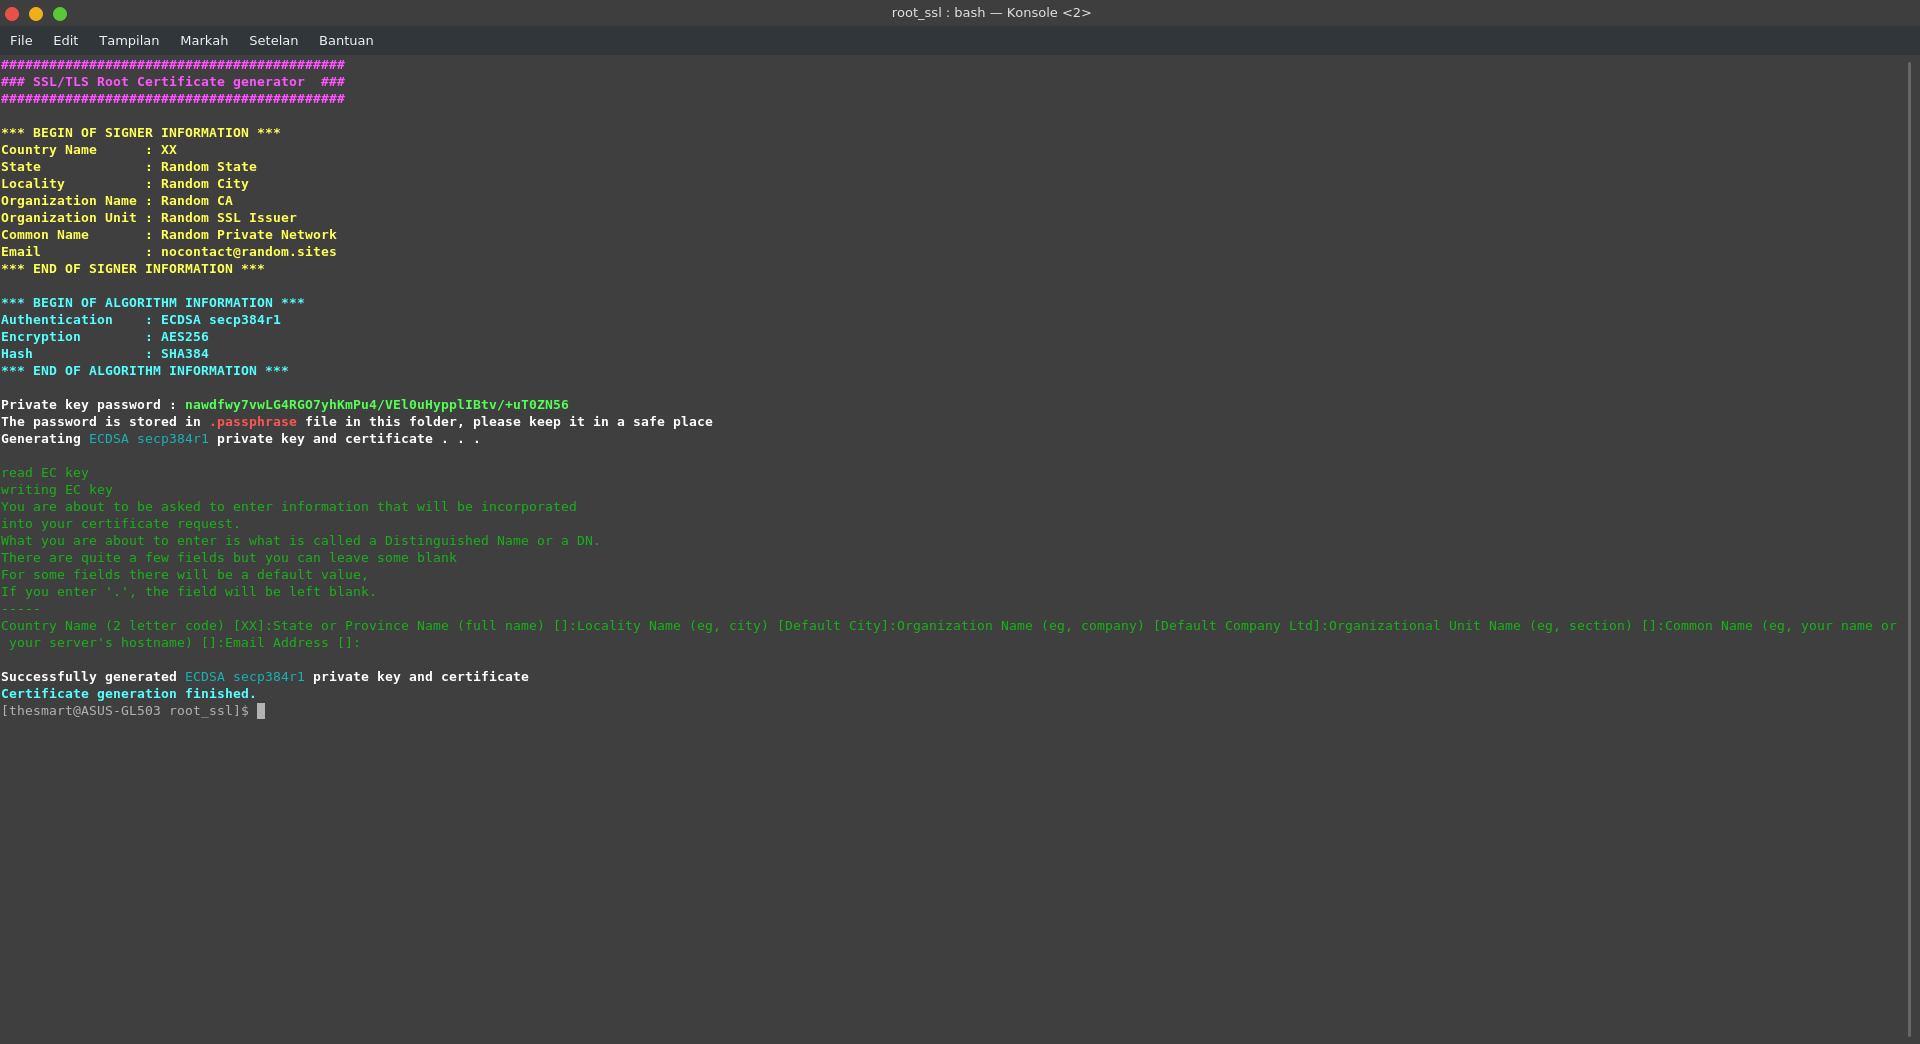 root_ssl : bash — Konsole <2>
File Edit Tampilan Markah Setelan Bantuan
###########################################
### SSL/TLS Root Certificate generator  ###
###########################################
*** BEGIN OF SIGNER INFORMATION ***
Country Name      : XX
State             : Random State
Locality          : Random City
Organization Name : Random CA
Organization Unit : Random SSL Issuer
Common Name       : Random Private Network
Email             : nocontact@random.sites
*** END OF SIGNER INFORMATION ***
*** BEGIN OF ALGORITHM INFORMATION ***
Authentication    : ECDSA secp384r1
Encryption        : AES256
Hash              : SHA384
*** END OF ALGORITHM INFORMATION ***
Private key password : nawdfwy7vwLG4RGO7yhKmPu4/VEl0uHypplIBtv/+uT0ZN56
The password is stored in .passphrase file in this folder, please keep it in a safe place
Generating ECDSA secp384r1 private key and certificate . . .
read EC key
writing EC key
You are about to be asked to enter information that will be incorporated
into your certificate request.
What you are about to enter is what is called a Distinguished Name or a DN.
There are quite a few fields but you can leave some blank
For some fields there will be a default value,
If you enter '.', the field will be left blank.
-----
Country Name (2 letter code) [XX]:State or Province Name (full name) []:Locality Name (eg, city) [Default City]:Organization Name (eg, company) [Default Company Ltd]:Organizational Unit Name (eg, section) []:Common Name (eg, your name or
your server's hostname) []:Email Address []:
Successfully generated ECDSA secp384r1 private key and certificate
Certificate generation finished.
[thesmart@ASUS-GL503 root_ssl]$